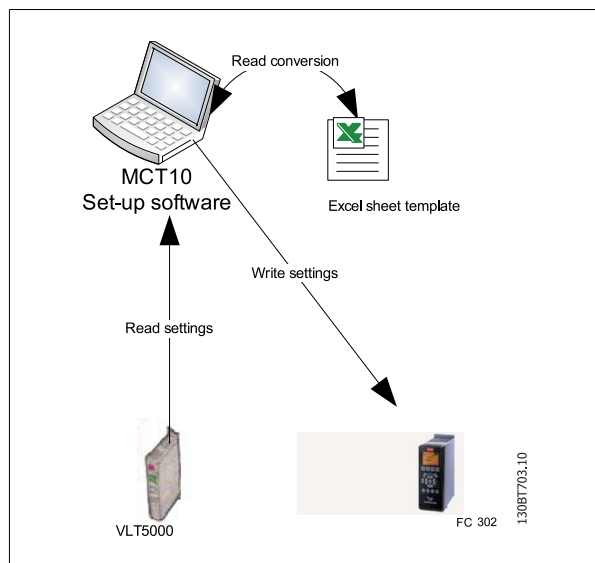 Read conversion
MCT10
Set-up software
Excel sheet template
Write settings
Read settings
VLT5000
FC 302
130BT703.10